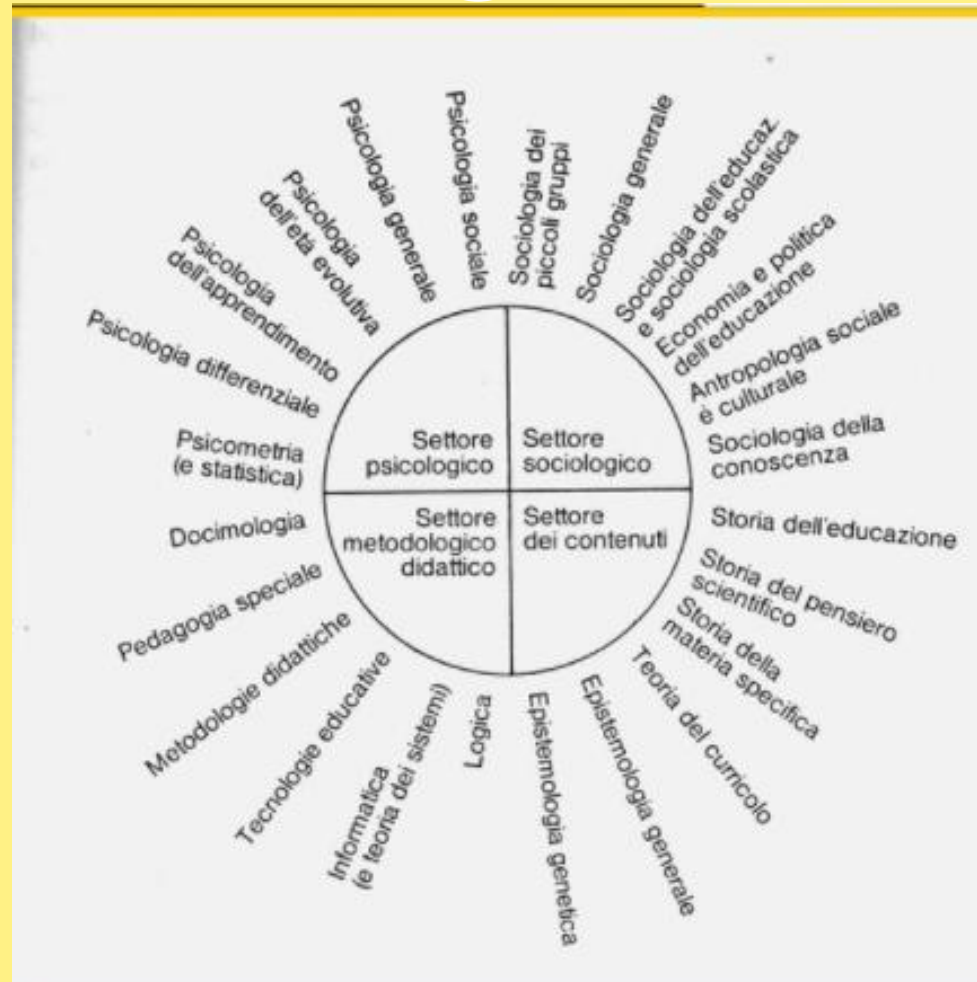 Psicologia sociale
Psicologia generale
Psicologia
dell'età evolutiva
Psicologia
dell'apprendimento
Psicologia differenziale
Psicometria
(e statistica)
Docimologia
Pedagogia speciale
Metodologie didattiche
Tecnologie educative
Informatica
(e teoria dei sistemi)
Logica
Sociologia dei
piccoli gruppi
Sociologia generale
Sociologia dell'educaz.
e sociologia scolastica
Economia e politica
dell'educazione
Antropologia sociale
è culturale
Sociologia della
conoscenza
Storia dell'educazione
Storia del pensiero
scientifico
Storia della
materia specifica
Teoria del curricolo
Epistemologia generale
Epistemologia genetica
Settore
psicologico
Settore
sociologico
Settore
metodologico
didattico
Settore
dei contenuti